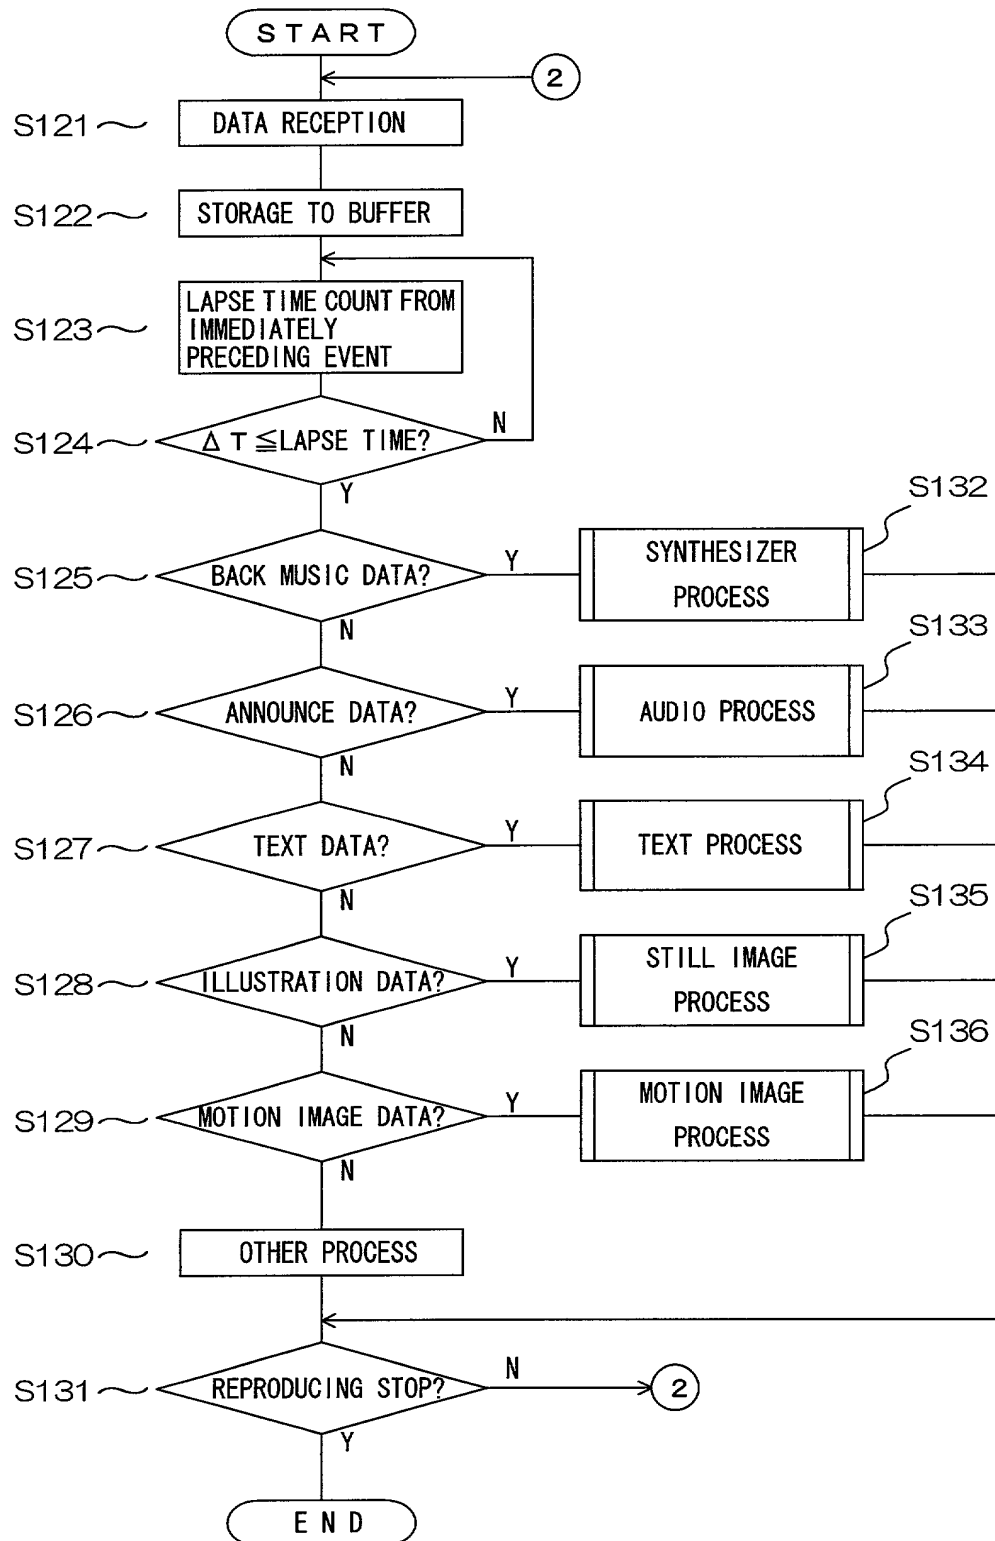 START
2
S121
DATA RECEPTION
S122
STORAGE TO BUFFER
S123
LAPSE TIME COUNT FROM
IMMEDIATELY
PRECEDING EVENT
S124
Δ T ≦ LAPSE TIME?
N
Y
S125
BACK MUSIC DATA?
Y
N
SYNTHESIZER
PROCESS
S132
S126
ANNOUNCE DATA?
Y
N
AUDIO PROCESS
S133
S127
TEXT DATA?
Y
N
TEXT PROCESS
S134
S128
ILLUSTRATION DATA?
Y
N
STILL IMAGE
PROCESS
S135
S129
MOTION IMAGE DATA?
Y
N
MOTION IMAGE
PROCESS
S136
S130
OTHER PROCESS
S131
REPRODUCING STOP?
N
2
Y
END